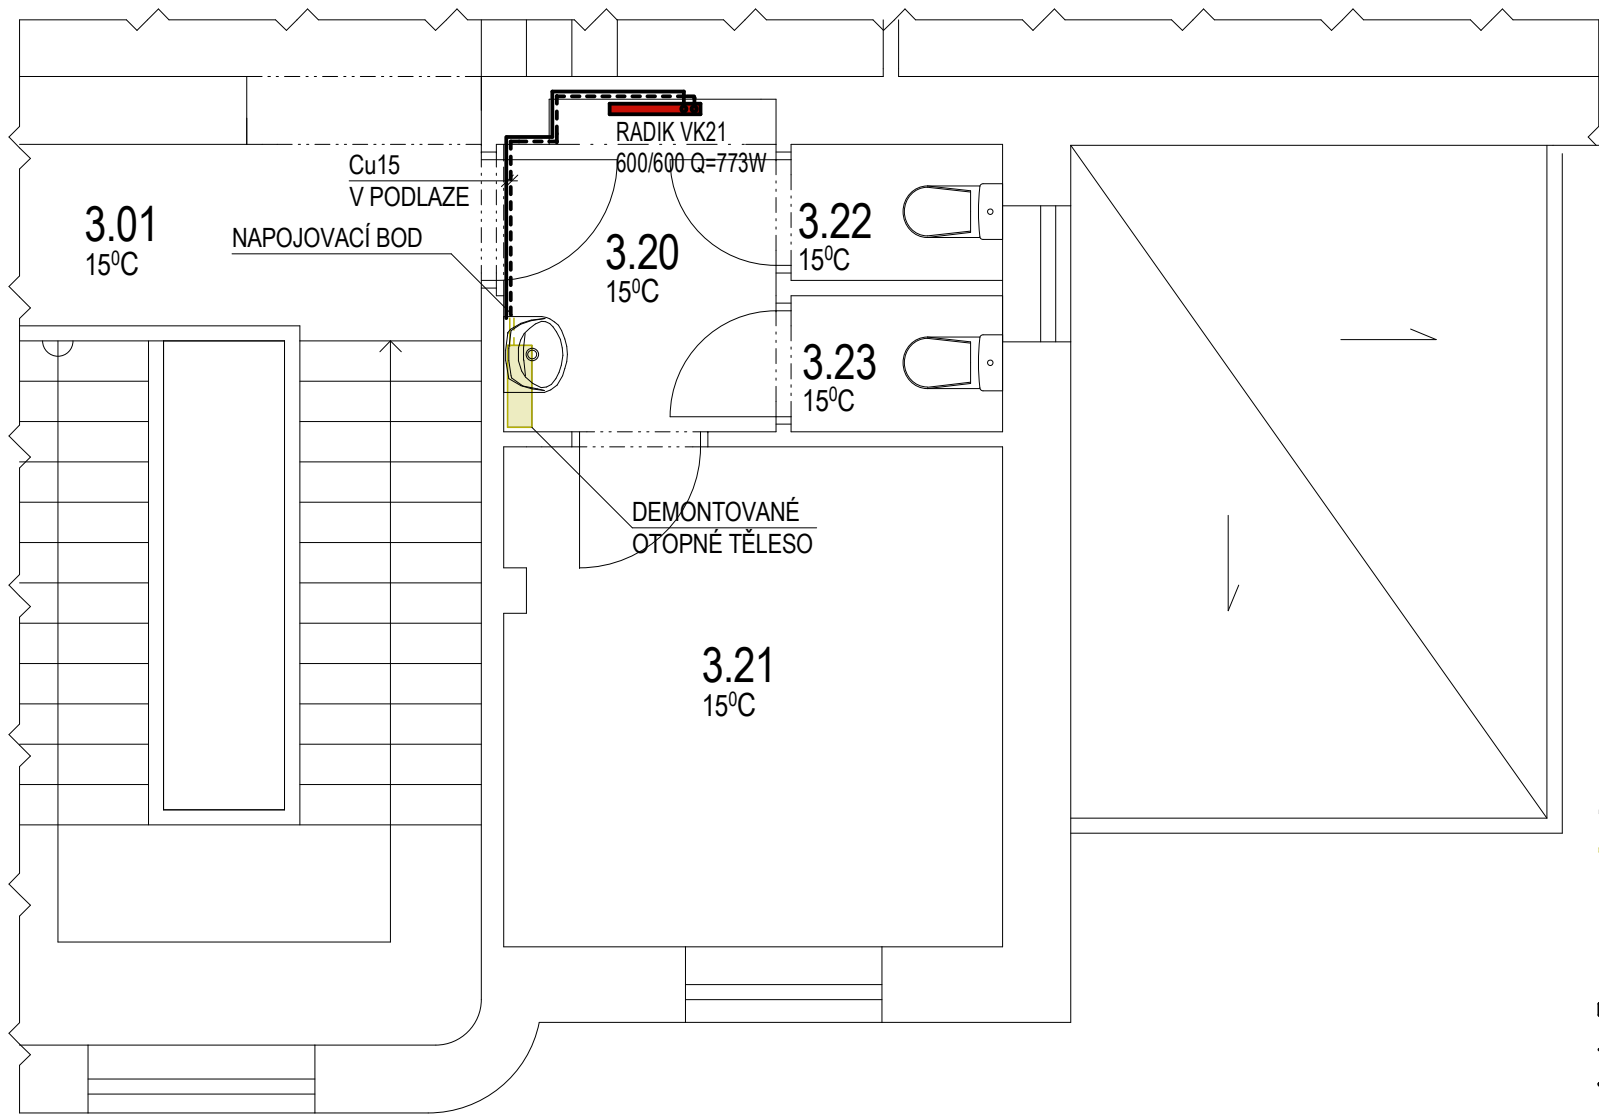 RADIK VK21
600/600 Q=773W
Cu15
V PODLAZE
3.01
15⁰C
NAPOJOVACÍ BOD
3.20
15⁰C
3.22
15⁰C
3.23
15⁰C
DEMONTOVANÉ
OTOPNÉ TĚLESO
3.21
15⁰C